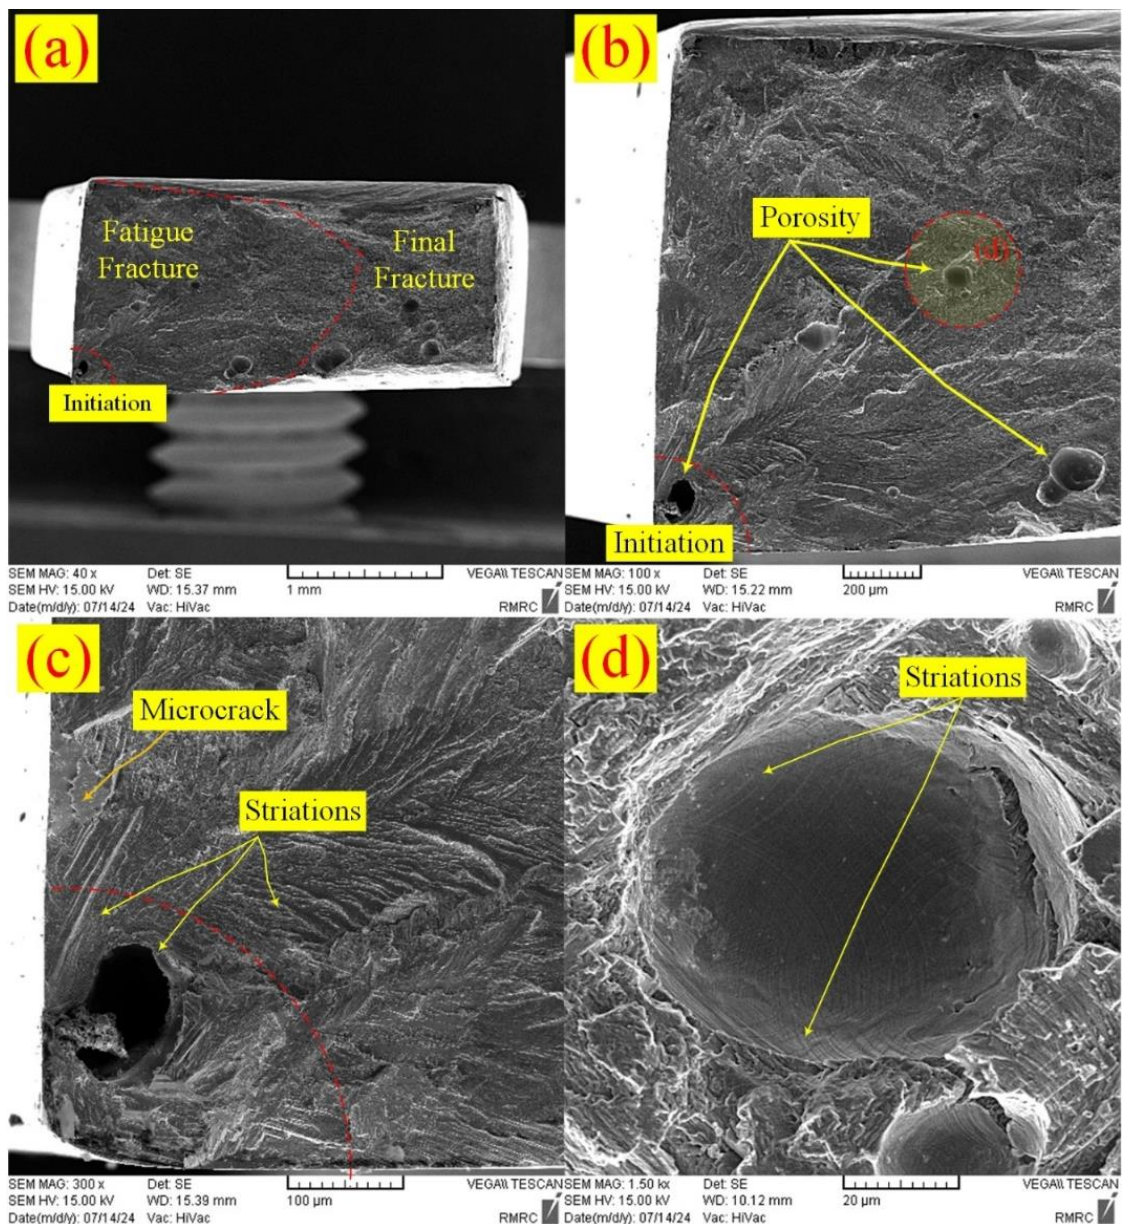 (a)
Fatigue
Fracture
Final
Fracture
Initiation
SEM MAG: 40 x
Det: SE
SEM HV: 15.00 kV
WD: 15.37 mm
1 mm
VEGA\\ TESCAN
Date(m/d/y): 07/14/24
Vac: HiVac
RMRC
(b)
Porosity
(d)
Initiation
SEM MAG: 100 x
Det: SE
SEM HV: 15.00 kV
WD: 15.22 mm
200 µm
VEGA\\ TESCAN
Date(m/d/y): 07/14/24
Vac: HiVac
RMRC
(c)
Microcrack
Striations
SEM MAG: 300 x
Det: SE
SEM HV: 15.00 kV
WD: 15.39 mm
100 µm
VEGA\\ TESCAN
Date(m/d/y): 07/14/24
Vac: HiVac
RMRC
(d)
Striations
SEM MAG: 1.50 kx
Det: SE
SEM HV: 15.00 kV
WD: 10.12 mm
20 µm
VEGA\\ TESCAN
Date(m/d/y): 07/14/24
Vac: HiVac
RMRC